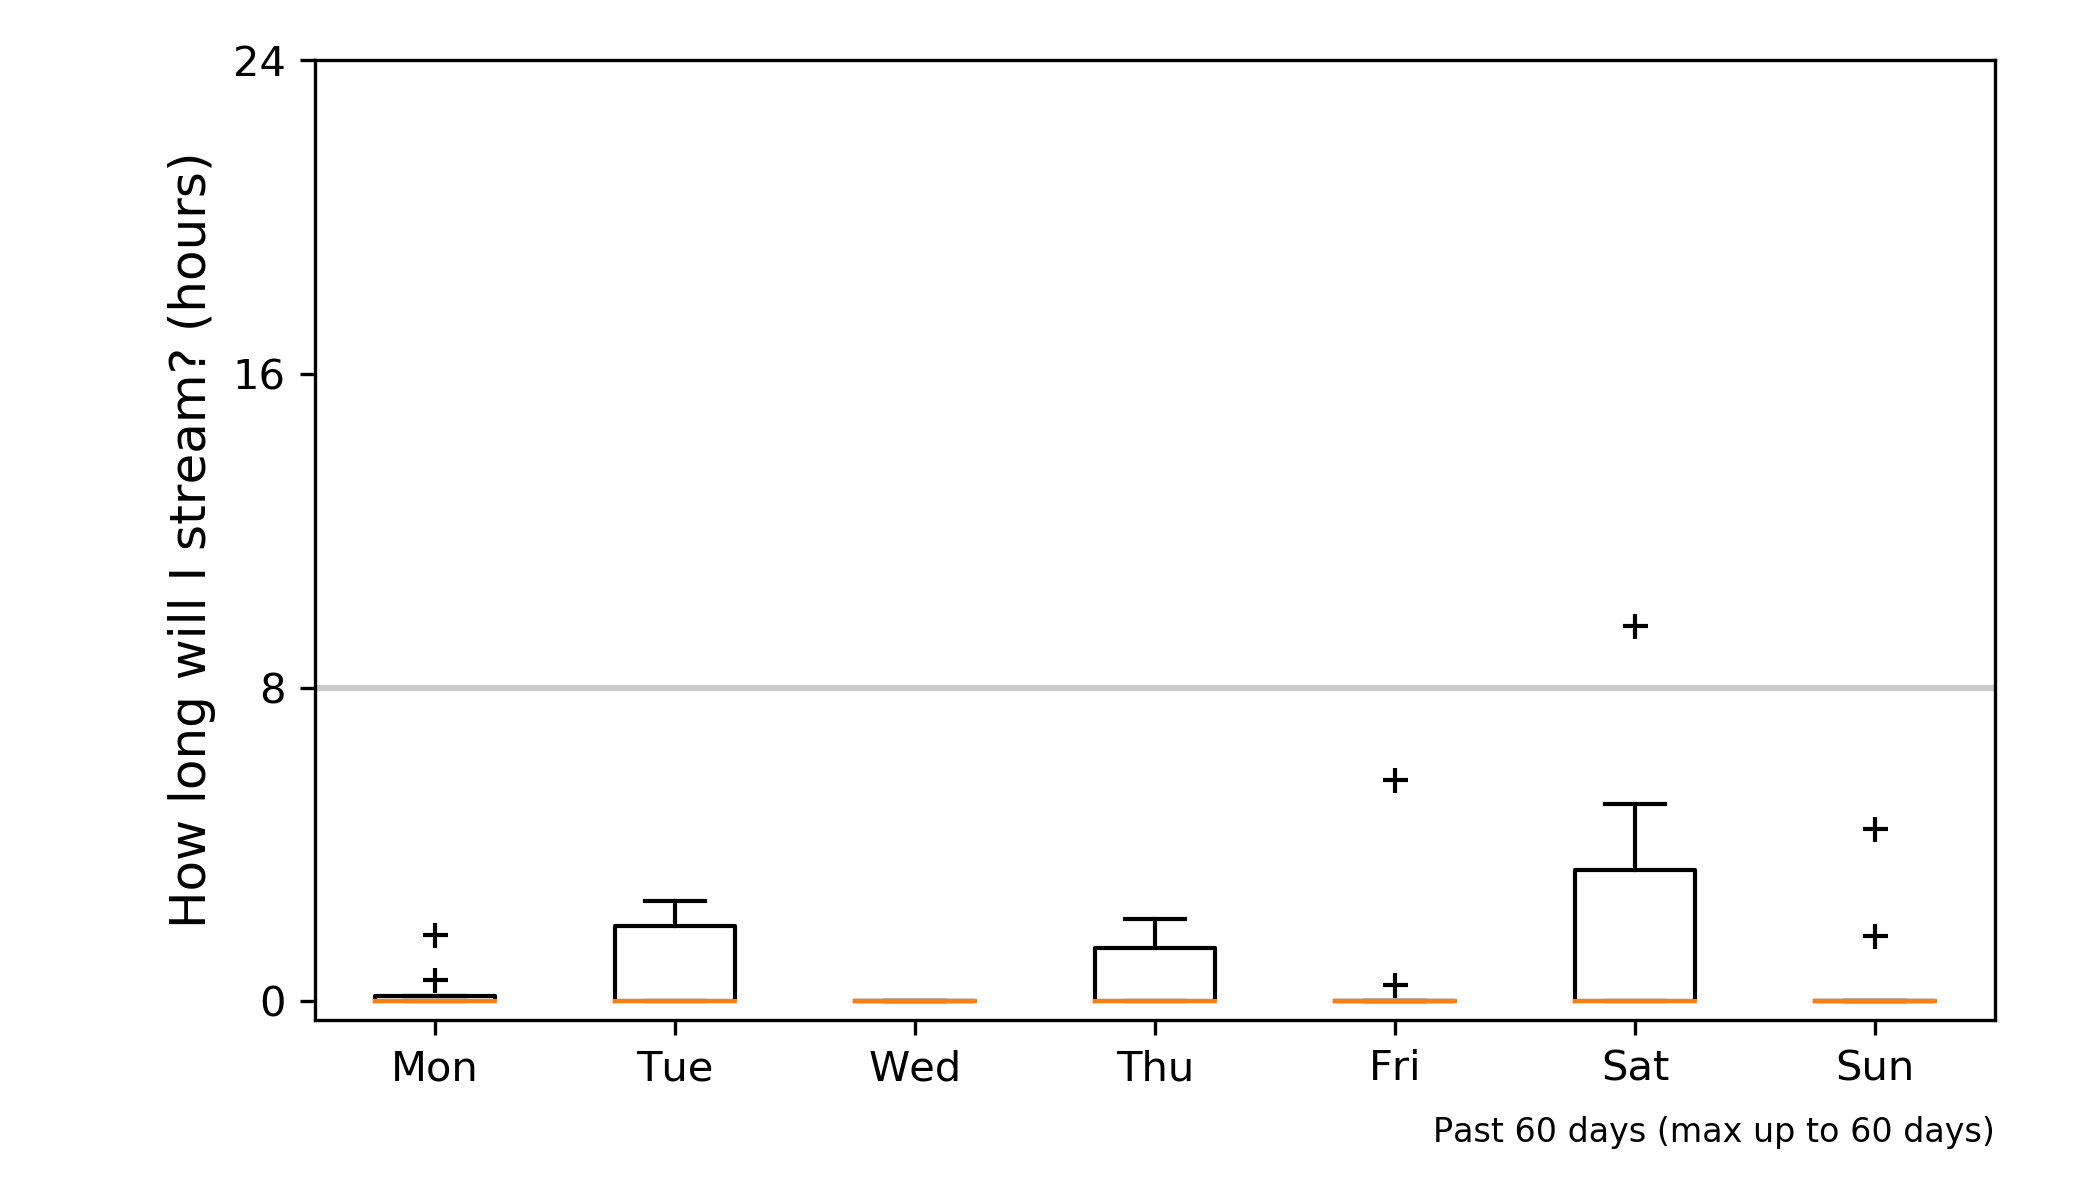 How long will I stream? (hours)
24
16
8
0
Mon Tue Wed Thu Fri Sat Sun
Past 60 days (max up to 60 days)